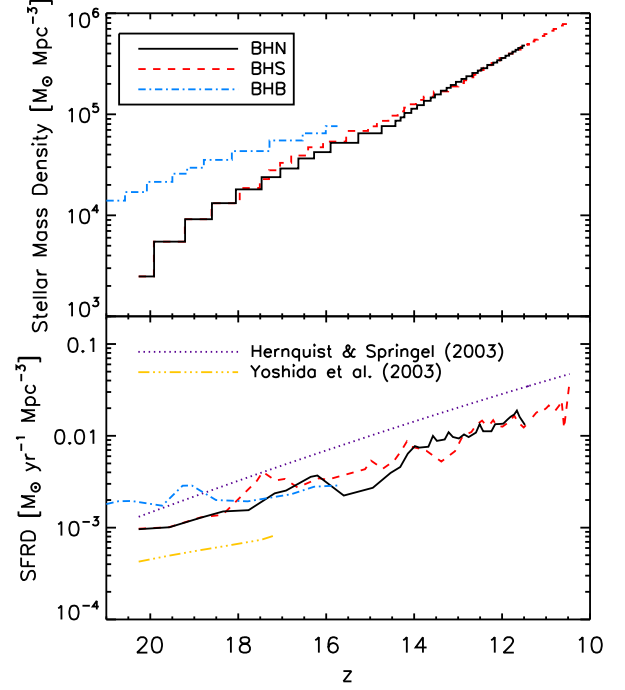 10⁶
10⁵
10⁴
10³
Stellar Mass Density [M☉ Mpc⁻³]
BHN
BHS
BHB
0.1
0.01
10⁻³
10⁻⁴
SFRD [M☉ yr⁻¹ Mpc⁻³]
Hernquist & Springel (2003)
Yoshida et al. (2003)
20 18 16 14 12 10
z